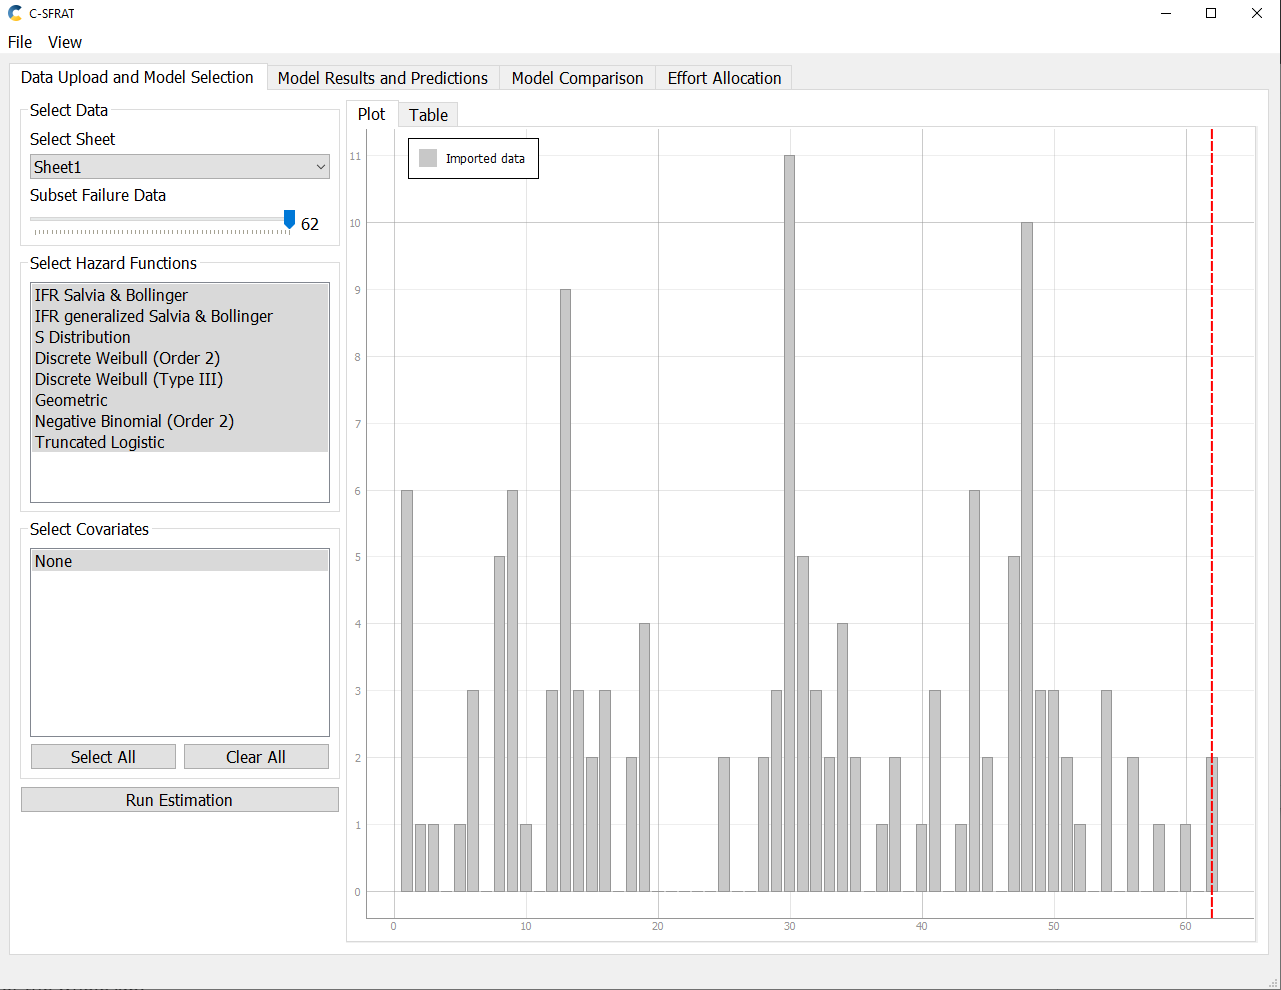 C-SFRAT
File View
Data Upload and Model Selection Model Results and Predictions Model Comparison Effort Allocation
Select Data
Select Sheet
Sheet1
Subset Failure Data
62
Select Hazard Functions
IFR Salvia & Bollinger
IFR generalized Salvia & Bollinger
S Distribution
Discrete Weibull (Order 2)
Discrete Weibull (Type III)
Geometric
Negative Binomial (Order 2)
Truncated Logistic
Select Covariates
None
Select All Clear All
Run Estimation
Plot Table
Imported data
11
10
9
8
7
6
5
4
3
2
1
0
0 10 20 30 40 50 60